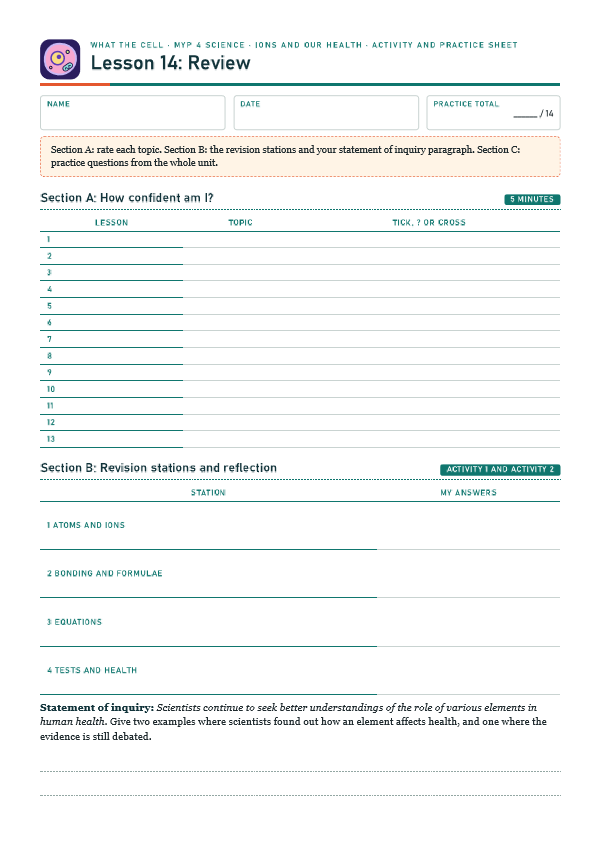 WHAT THE CELL · MYP 4 SCIENCE · IONS AND OUR HEALTH · ACTIVITY AND PRACTICE SHEET
Lesson 14: Review
NAME
DATE
PRACTICE TOTAL
_____ / 14
Section A: rate each topic. Section B: the revision stations and your statement of inquiry paragraph. Section C:
practice questions from the whole unit.
Section A: How confident am I?
5 MINUTES
LESSON TOPIC TICK, ? OR CROSS
1
2
3
4
5
6
7
8
9
10
11
12
13
Section B: Revision stations and reflection
ACTIVITY 1 AND ACTIVITY 2
STATION MY ANSWERS
1 ATOMS AND IONS
2 BONDING AND FORMULAE
3 EQUATIONS
4 TESTS AND HEALTH
Statement of inquiry: Scientists continue to seek better understandings of the role of various elements in
human health. Give two examples where scientists found out how an element affects health, and one where the
evidence is still debated.